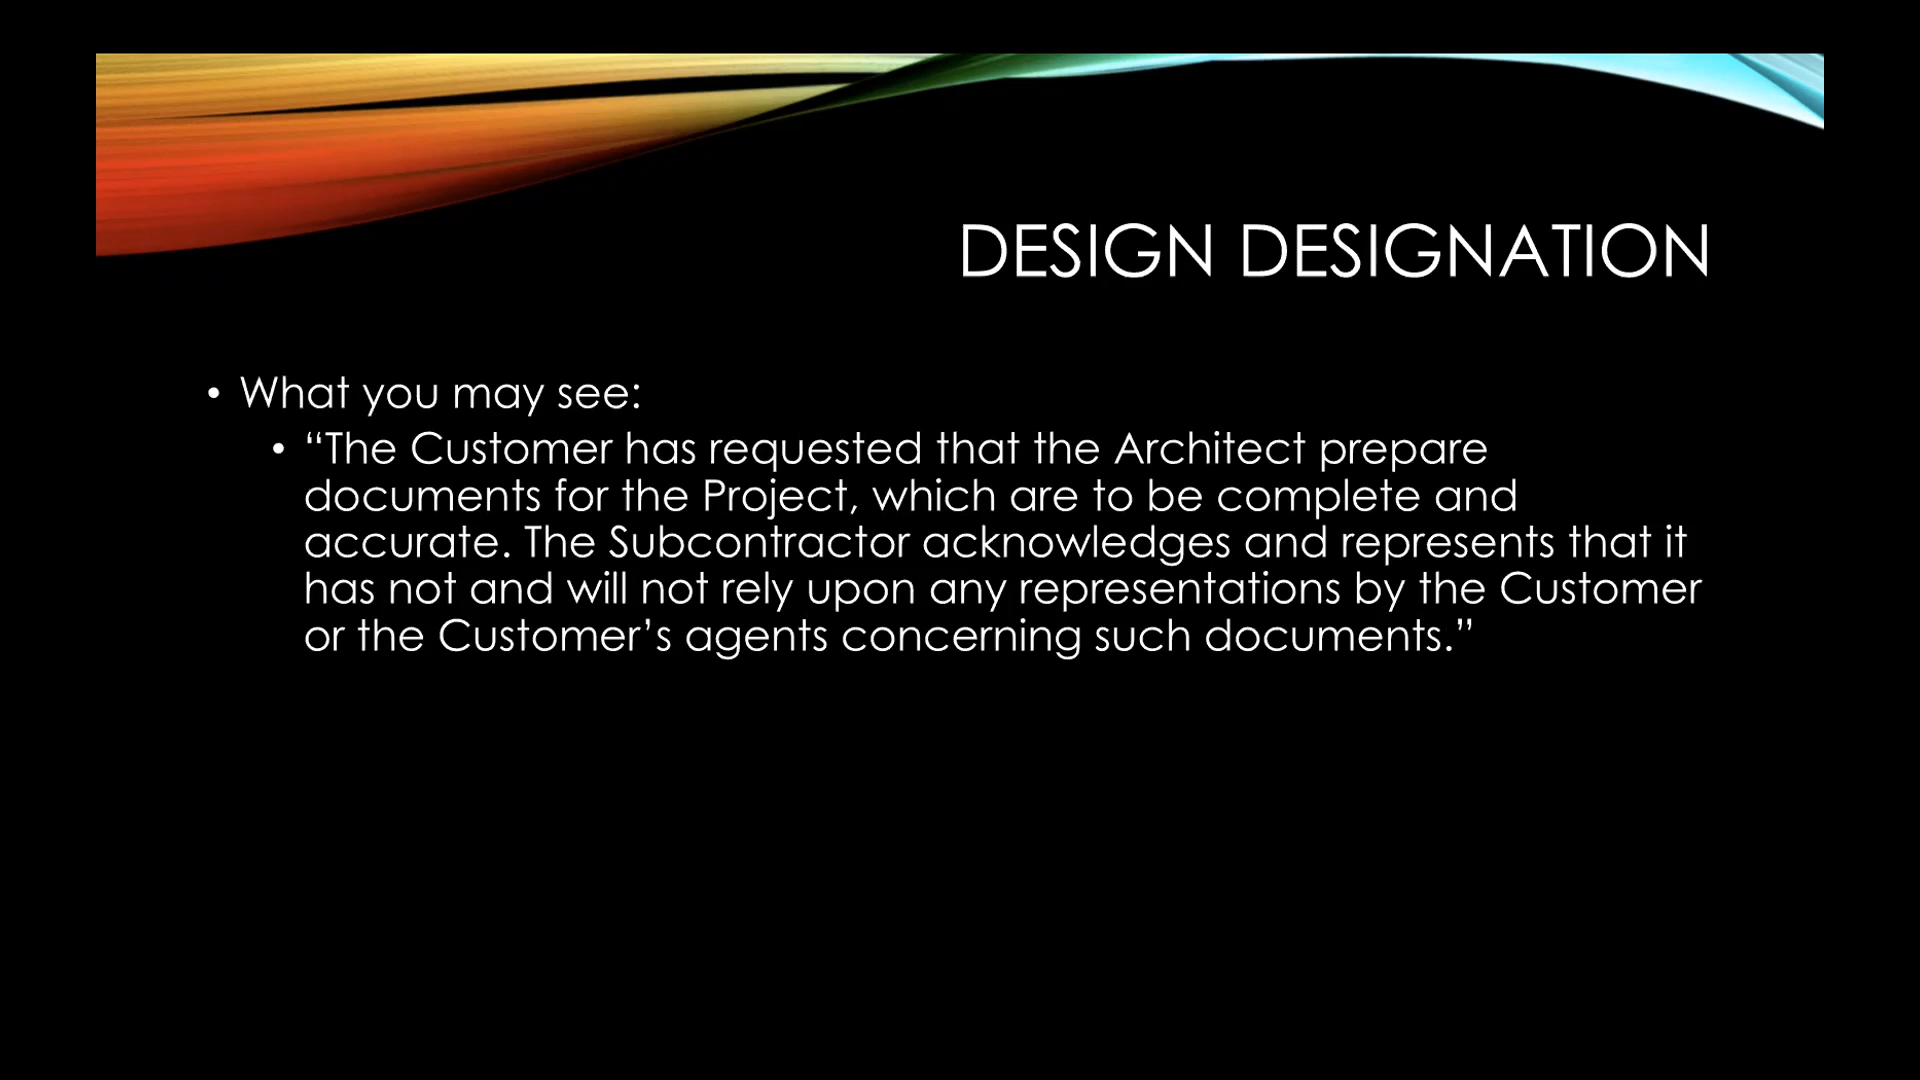 DESIGN DESIGNATION
• What you may see:
• “The Customer has requested that the Architect prepare
documents for the Project, which are to be complete and
accurate. The Subcontractor acknowledges and represents that it
has not and will not rely upon any representations by the Customer
or the Customer’s agents concerning such documents.”